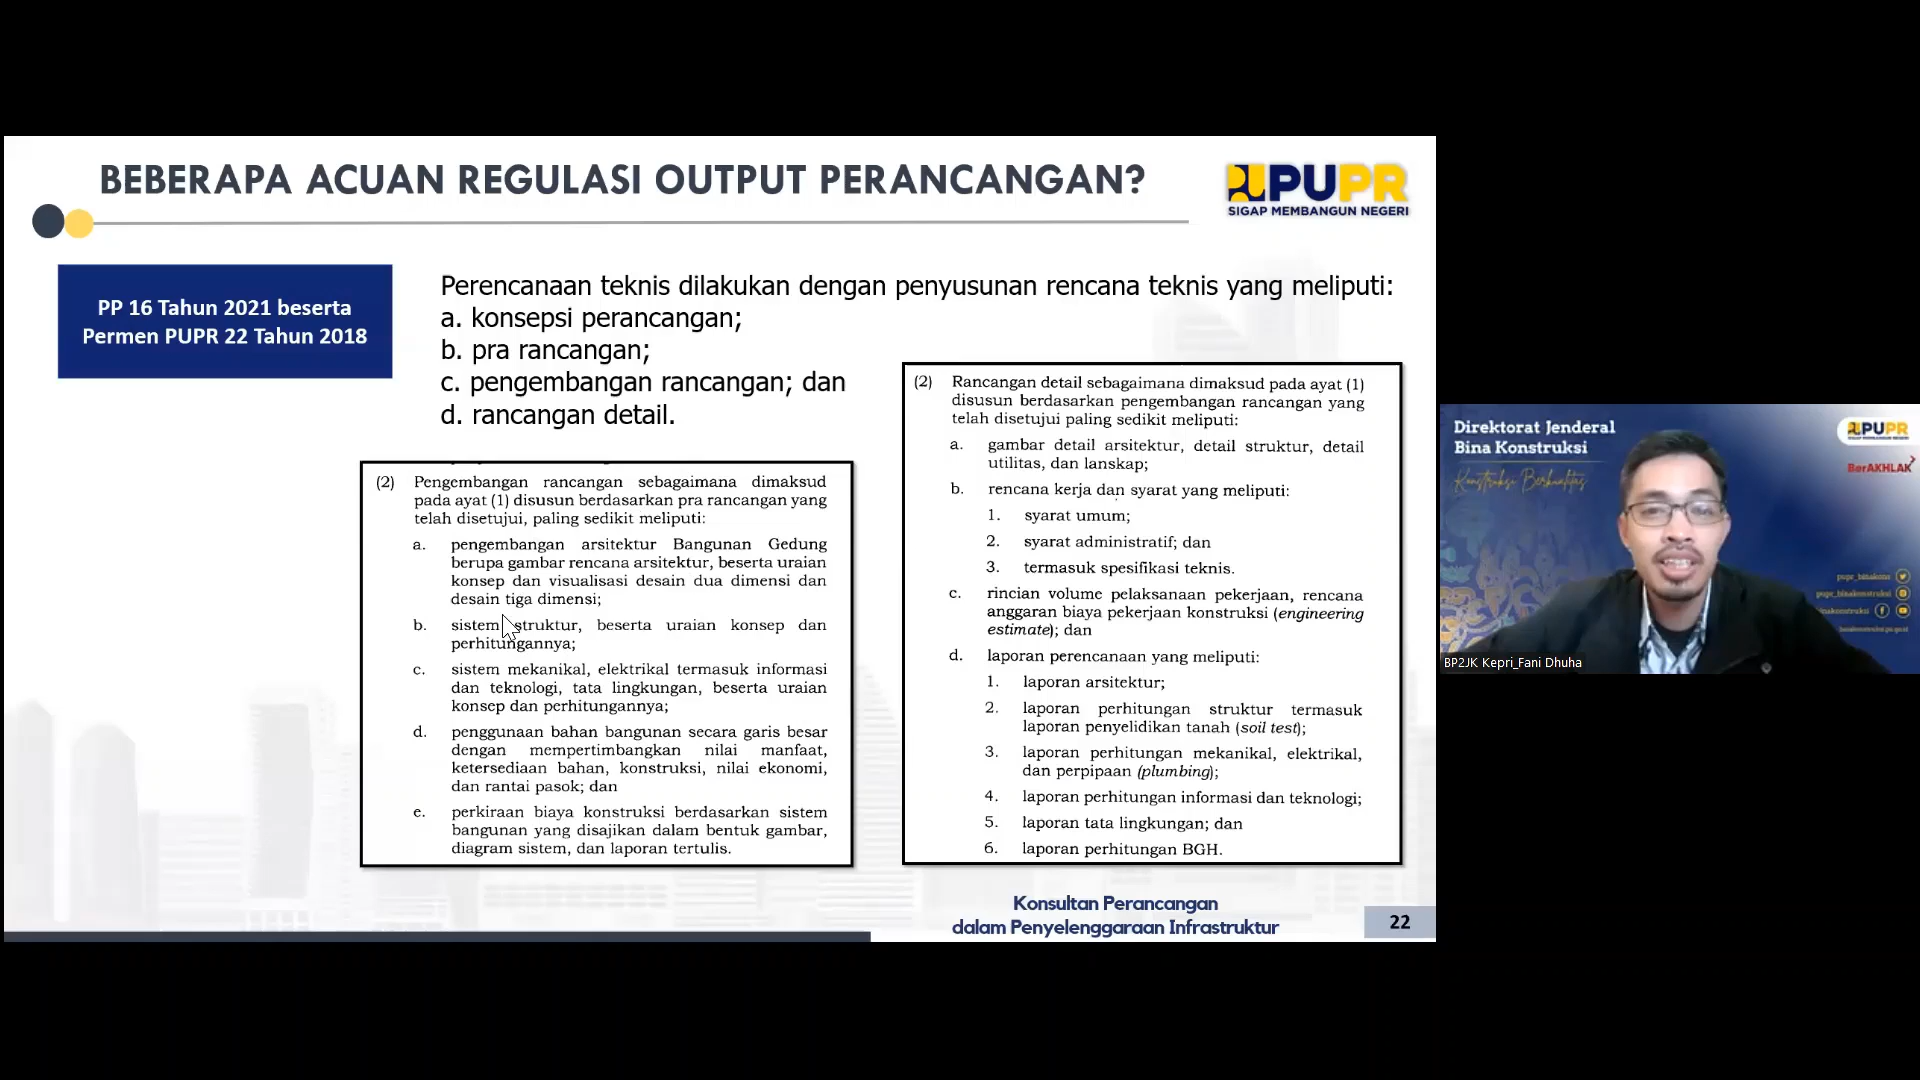 BEBERAPA ACUAN REGULASI OUTPUT PERANCANGAN?
PUPR
SIGAP MEMBANGUN NEGERI
PP 16 Tahun 2021 beserta
Permen PUPR 22 Tahun 2018
Perencanaan teknis dilakukan dengan penyusunan rencana teknis yang meliputi:
a. konsepsi perancangan;
b. pra rancangan;
c. pengembangan rancangan; dan
d. rancangan detail.
(2) Pengembangan rancangan sebagaimana dimaksud
pada ayat (1) disusun berdasarkan pra rancangan yang
telah disetujui, paling sedikit meliputi:
a. pengembangan arsitektur Bangunan Gedung
berupa gambar rencana arsitektur, beserta uraian
konsep dan visualisasi desain dua dimensi dan
desain tiga dimensi;
b. sistem struktur, beserta uraian konsep dan
perhitungannya;
c. sistem mekanikal, elektrikal termasuk informasi
dan teknologi, tata lingkungan, beserta uraian
konsep dan perhitungannya;
d. penggunaan bahan bangunan secara garis besar
dengan mempertimbangkan nilai manfaat,
ketersediaan bahan, konstruksi, nilai ekonomi,
dan rantai pasok; dan
e. perkiraan biaya konstruksi berdasarkan sistem
bangunan yang disajikan dalam bentuk gambar,
diagram sistem, dan laporan tertulis.
(2) Rancangan detail sebagaimana dimaksud pada ayat (1)
disusun berdasarkan pengembangan rancangan yang
telah disetujui paling sedikit meliputi:
a. gambar detail arsitektur, detail struktur, detail
utilitas, dan lanskap;
b. rencana kerja dan syarat yang meliputi:
1. syarat umum;
2. syarat administratif; dan
3. termasuk spesifikasi teknis.
c. rincian volume pelaksanaan pekerjaan, rencana
anggaran biaya pekerjaan konstruksi (engineering
estimate); dan
d. laporan perencanaan yang meliputi:
1. laporan arsitektur;
2. laporan perhitungan struktur termasuk
laporan penyelidikan tanah (soil test);
3. laporan perhitungan mekanikal, elektrikal,
dan perpipaan (plumbing);
4. laporan perhitungan informasi dan teknologi;
5. laporan tata lingkungan; dan
6. laporan perhitungan BGH.
Konsultan Perancangan
dalam Penyelenggaraan Infrastruktur
22
Direktorat Jenderal
Bina Konstruksi
Konstruksi Berkualitas
PUPR
BerAKHLAK
pupr_binakons
pupr_binakonstruksi
binakonstruksi
binakonstruksi.pu.go.id
BP2JK Kepri_Fani Dhuha